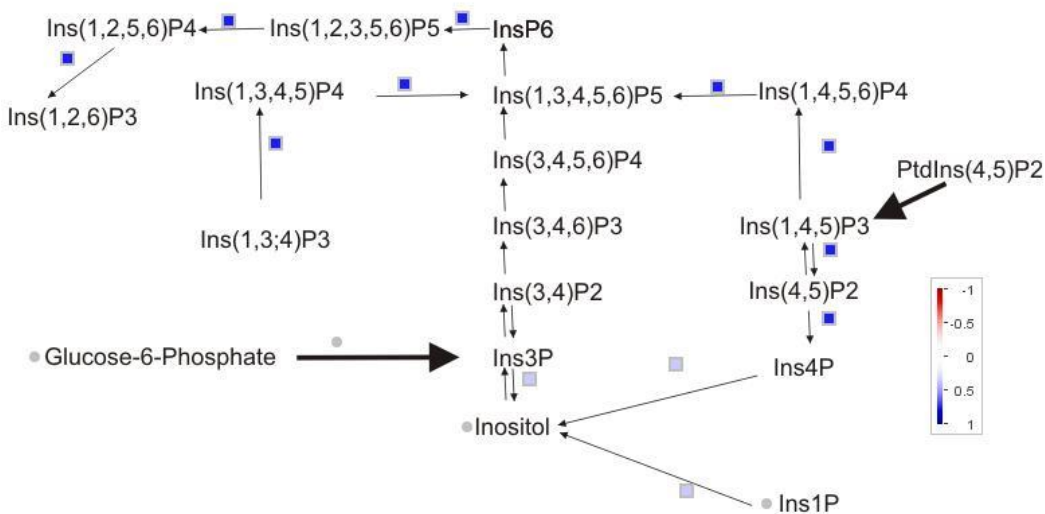 Ins(1,2,5,6)P4
Ins(1,2,3,5,6)P5
InsP6
Ins(1,2,6)P3
Ins(1,3,4,5)P4
Ins(1,3,4,5,6)P5
Ins(1,4,5,6)P4
Ins(3,4,5,6)P4
PtdIns(4,5)P2
Ins(1,3;4)P3
Ins(3,4,6)P3
Ins(1,4,5)P3
Ins(3,4)P2
Ins(4,5)P2
Glucose-6-Phosphate
Ins3P
Ins4P
Inositol
Ins1P
-1
-0.5
0
0.5
1